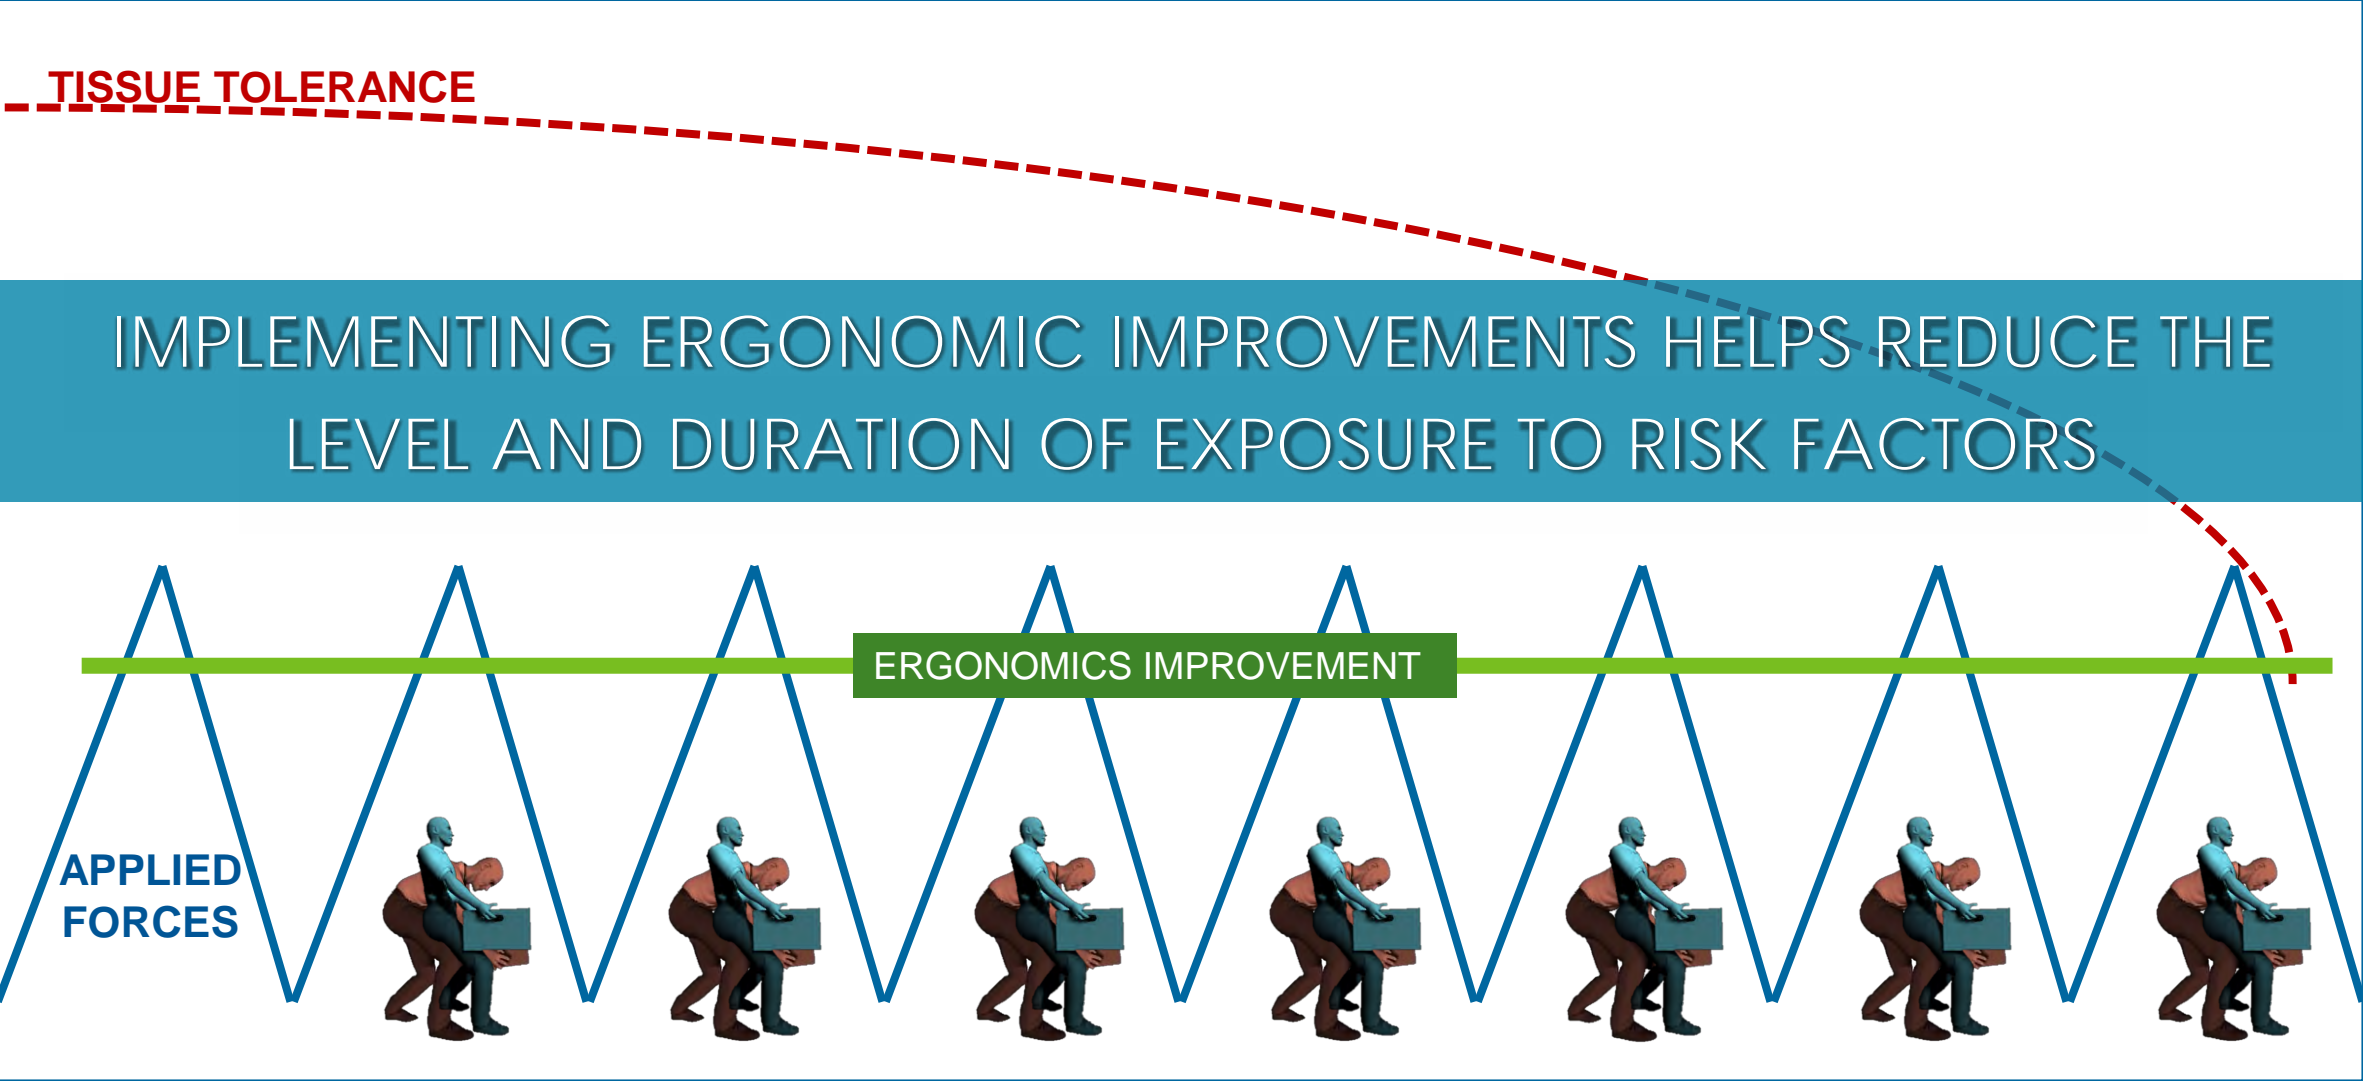 TISSUE TOLERANCE
IMPLEMENTING ERGONOMIC IMPROVEMENTS HELPS REDUCE THE
LEVEL AND DURATION OF EXPOSURE TO RISK FACTORS
ERGONOMICS IMPROVEMENT
APPLIED
FORCES